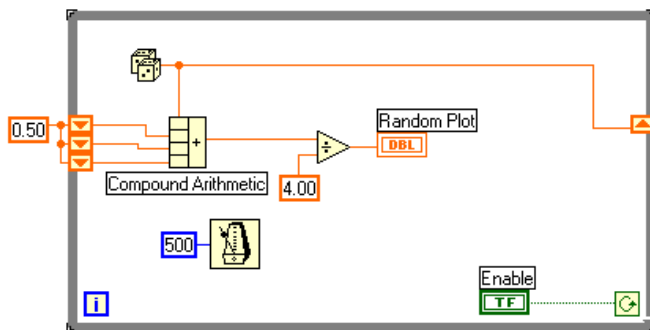 Random Plot
0.50
+
÷
DBL
Compound Arithmetic
4.00
500
Enable
i
TF